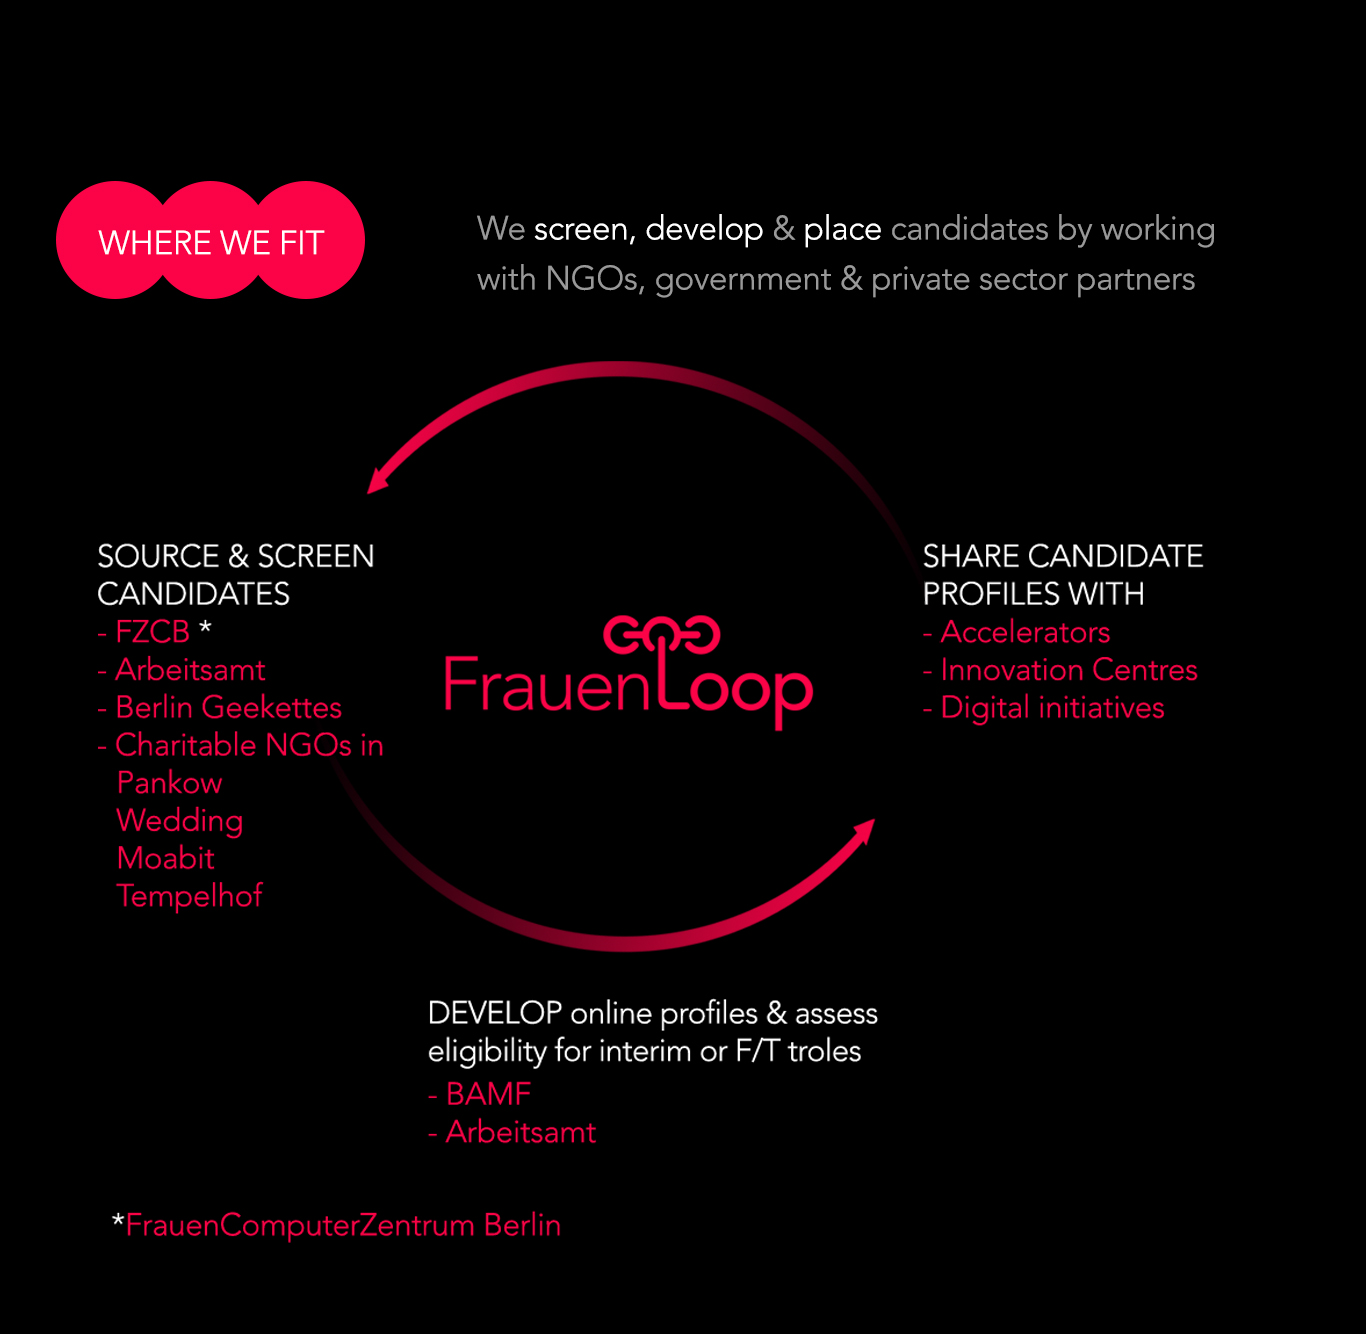 WHERE WE FIT
We screen, develop & place candidates by working
with NGOs, government & private sector partners
SOURCE & SCREEN
CANDIDATES
- FZCB *
- Arbeitsamt
- Berlin Geekettes
- Charitable NGOs in
Pankow
Wedding
Moabit
Tempelhof
FrauenLoop
SHARE CANDIDATE
PROFILES WITH
- Accelerators
- Innovation Centres
- Digital initiatives
DEVELOP online profiles & assess
eligibility for interim or F/T troles
- BAMF
- Arbeitsamt
*FrauenComputerZentrum Berlin